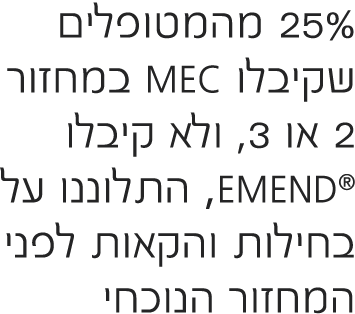 25% מהמטופלים
שקיבלו MEC במחזור
2 או 3, ולא קיבלו
EMEND®, התלוננו על
בחילות והקאות לפני
המחזור הנוכחי